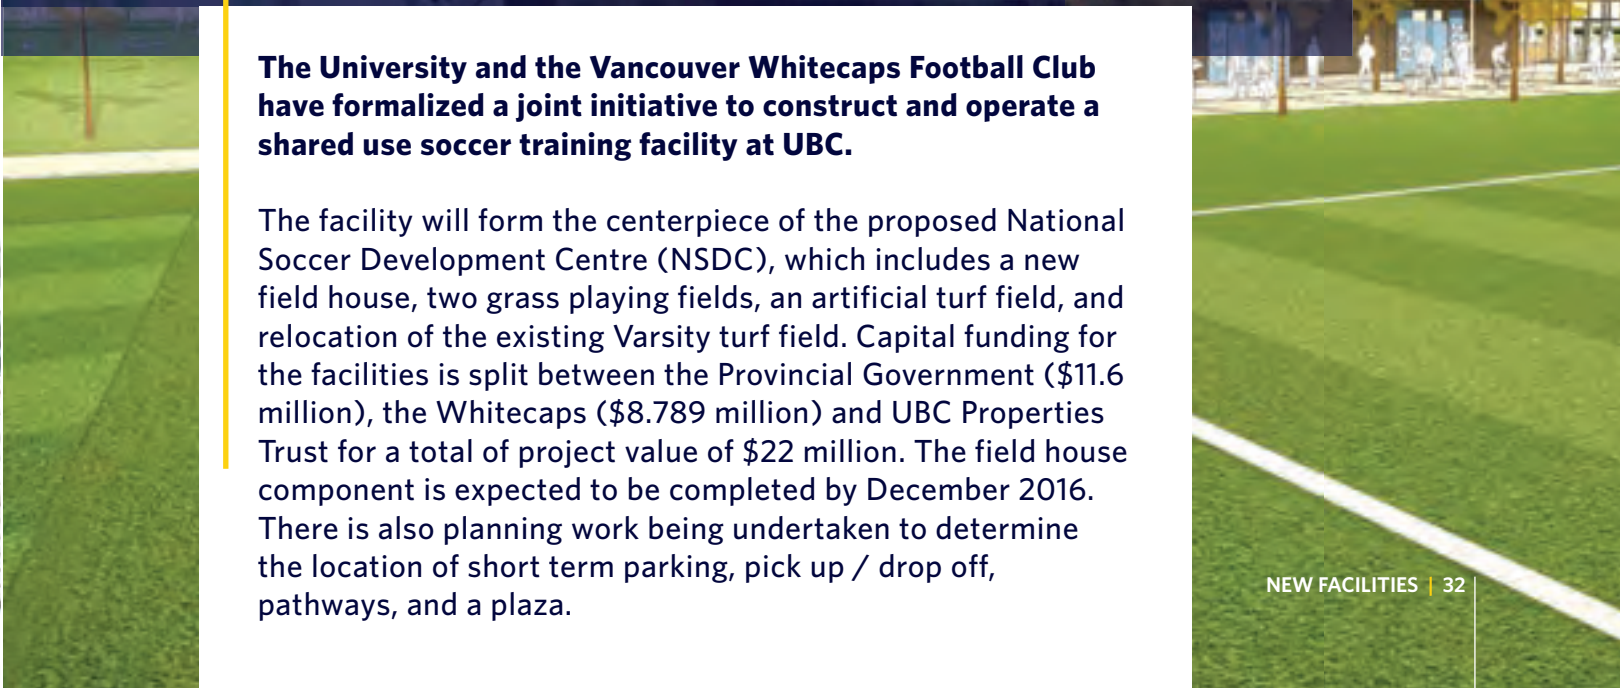 The University and the Vancouver Whitecaps Football Club
have formalized a joint initiative to construct and operate a
shared use soccer training facility at UBC.
The facility will form the centerpiece of the proposed National
Soccer Development Centre (NSDC), which includes a new
field house, two grass playing fields, an artificial turf field, and
relocation of the existing Varsity turf field. Capital funding for
the facilities is split between the Provincial Government ($11.6
million), the Whitecaps ($8.789 million) and UBC Properties
Trust for a total of project value of $22 million. The field house
component is expected to be completed by December 2016.
There is also planning work being undertaken to determine
the location of short term parking, pick up / drop off,
pathways, and a plaza.
NEW FACILITIES | 32